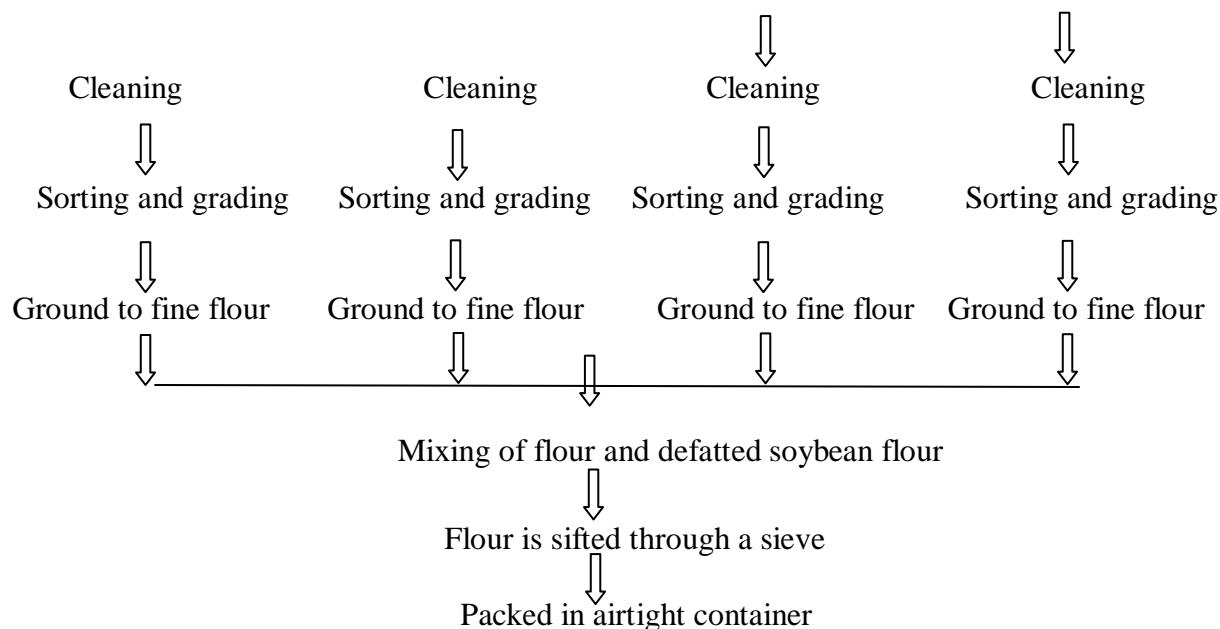 Cleaning Cleaning Cleaning Cleaning
Sorting and grading Sorting and grading Sorting and grading Sorting and grading
Ground to fine flour Ground to fine flour Ground to fine flour Ground to fine flour
Mixing of flour and defatted soybean flour
Flour is sifted through a sieve
Packed in airtight container